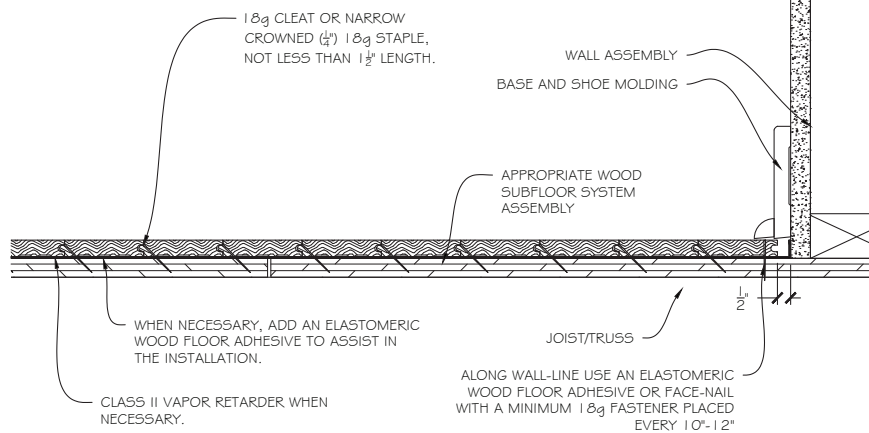 18g CLEAT OR NARROW
CROWNED (1/4") 18g STAPLE,
NOT LESS THAN 1 1/2" LENGTH.
WALL ASSEMBLY
BASE AND SHOE MOLDING
APPROPRIATE WOOD
SUBFLOOR SYSTEM
ASSEMBLY
1/2"
WHEN NECESSARY, ADD AN ELASTOMERIC
WOOD FLOOR ADHESIVE TO ASSIST IN
THE INSTALLATION.
JOIST/TRUSS
CLASS II VAPOR RETARDER WHEN
NECESSARY.
ALONG WALL-LINE USE AN ELASTOMERIC
WOOD FLOOR ADHESIVE OR FACE-NAIL
WITH A MINIMUM 18g FASTENER PLACED
EVERY 10"-12"